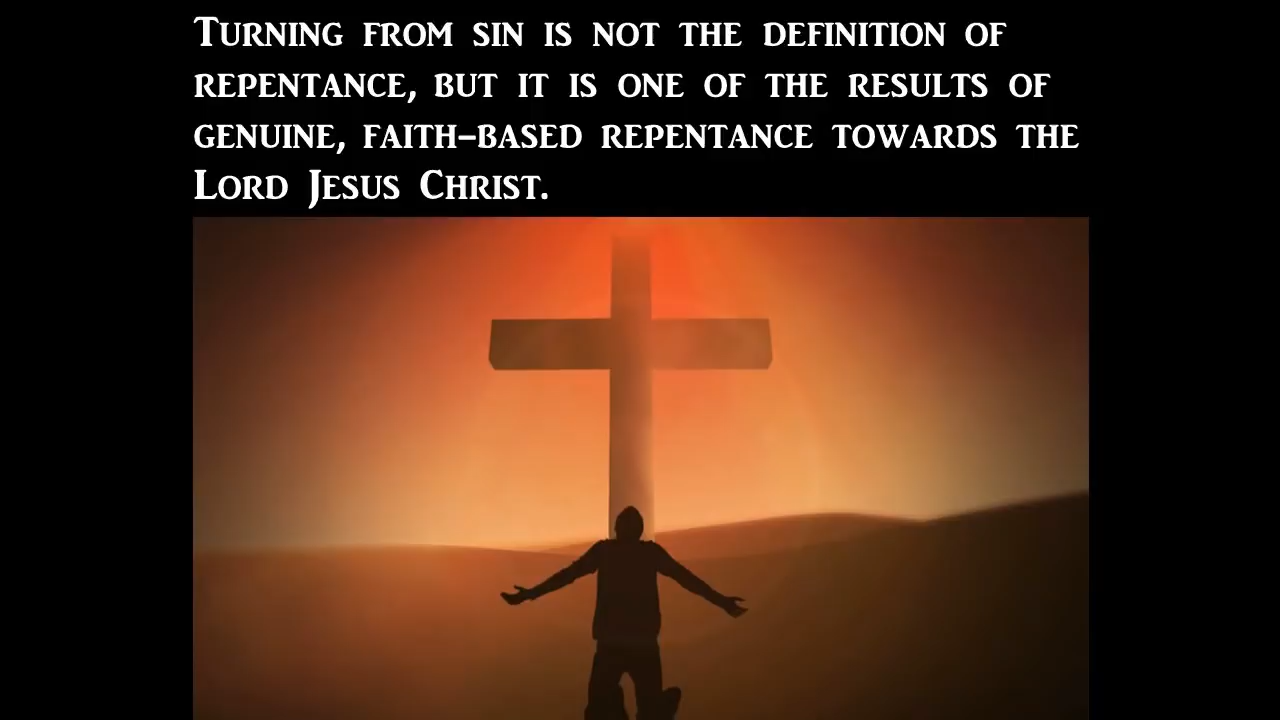 Turning from sin is not the definition of
repentance, but it is one of the results of
genuine, faith-based repentance towards the
Lord Jesus Christ.